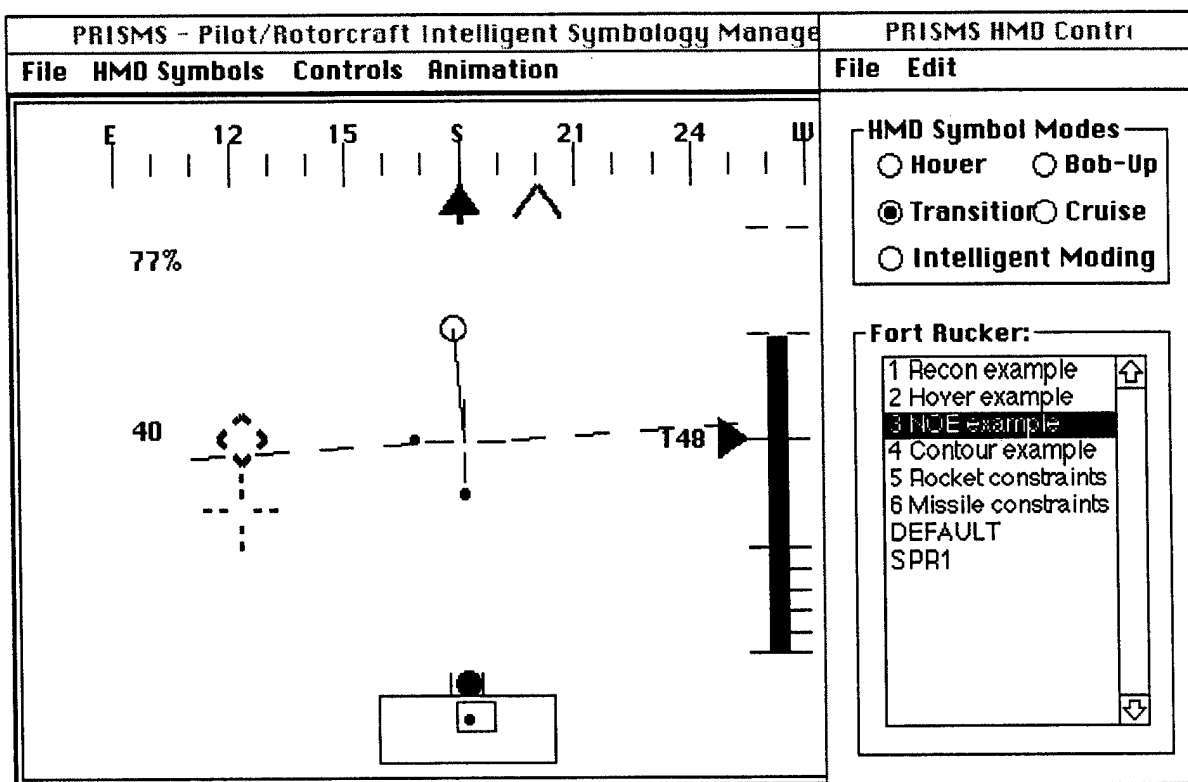 PRISMS - Pilot/Rotorcraft Intelligent Symbology Manage
File HMD Symbols Controls Animation
E 12 15 S 21 24 W
77%
40
T48
PRISMS HMD Contr
File Edit
HMD Symbol Modes
Hover Bob-Up
Transition Cruise
Intelligent Moding
Fort Rucker:
1 Recon example
2 Hover example
3 NOE example
4 Contour example
5 Rocket constraints
6 Missile constraints
DEFAULT
SPR1